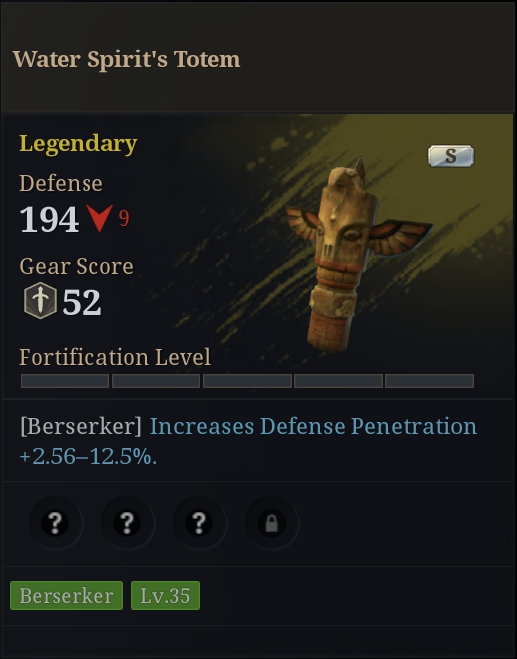 Water Spirit's Totem
Legendary
S
Defense
194 9
Gear Score
52
Fortification Level
[Berserker] Increases Defense Penetration
+2.56–12.5%.
? ? ?
Berserker Lv.35